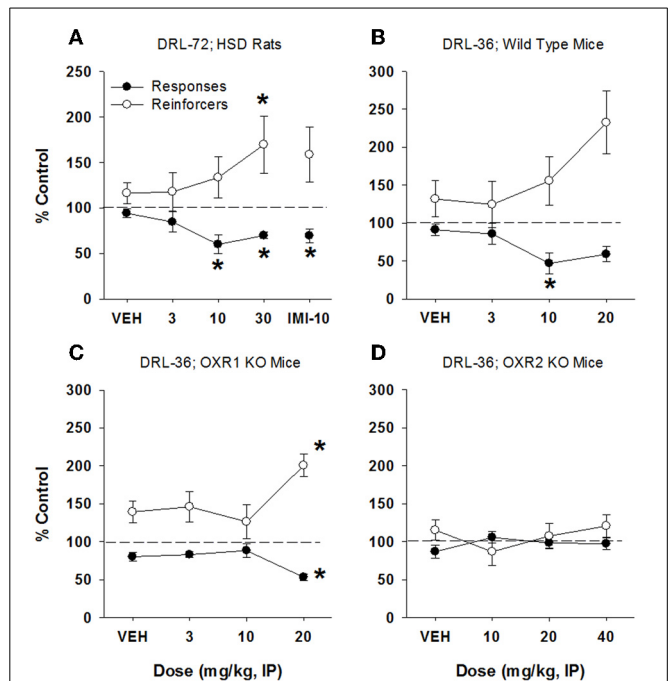 A
DRL-72; HSD Rats
250
200
150
100
50
0
% Control
Responses
Reinforcers
*
*
*
*
VEH 3 10 30 IMI-10
B
DRL-36; Wild Type Mice
300
250
200
150
100
50
0
*
VEH 3 10 20
C
DRL-36; OXR1 KO Mice
300
250
200
150
100
50
0
% Control
*
*
VEH 3 10 20
Dose (mg/kg, IP)
D
DRL-36; OXR2 KO Mice
300
250
200
150
100
50
0
VEH 10 20 40
Dose (mg/kg, IP)